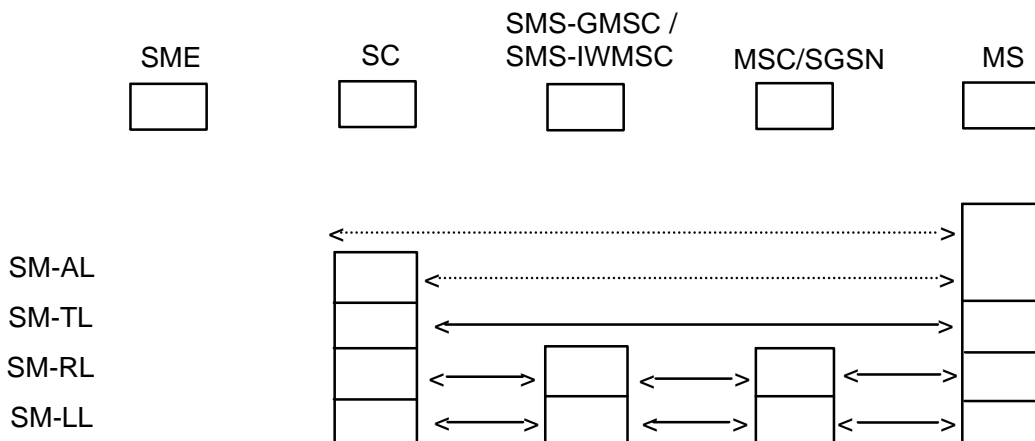 SMS-GMSC /
SME SC SMS-IWMSC MSC/SGSN MS
SM-AL
SM-TL
SM-RL
SM-LL